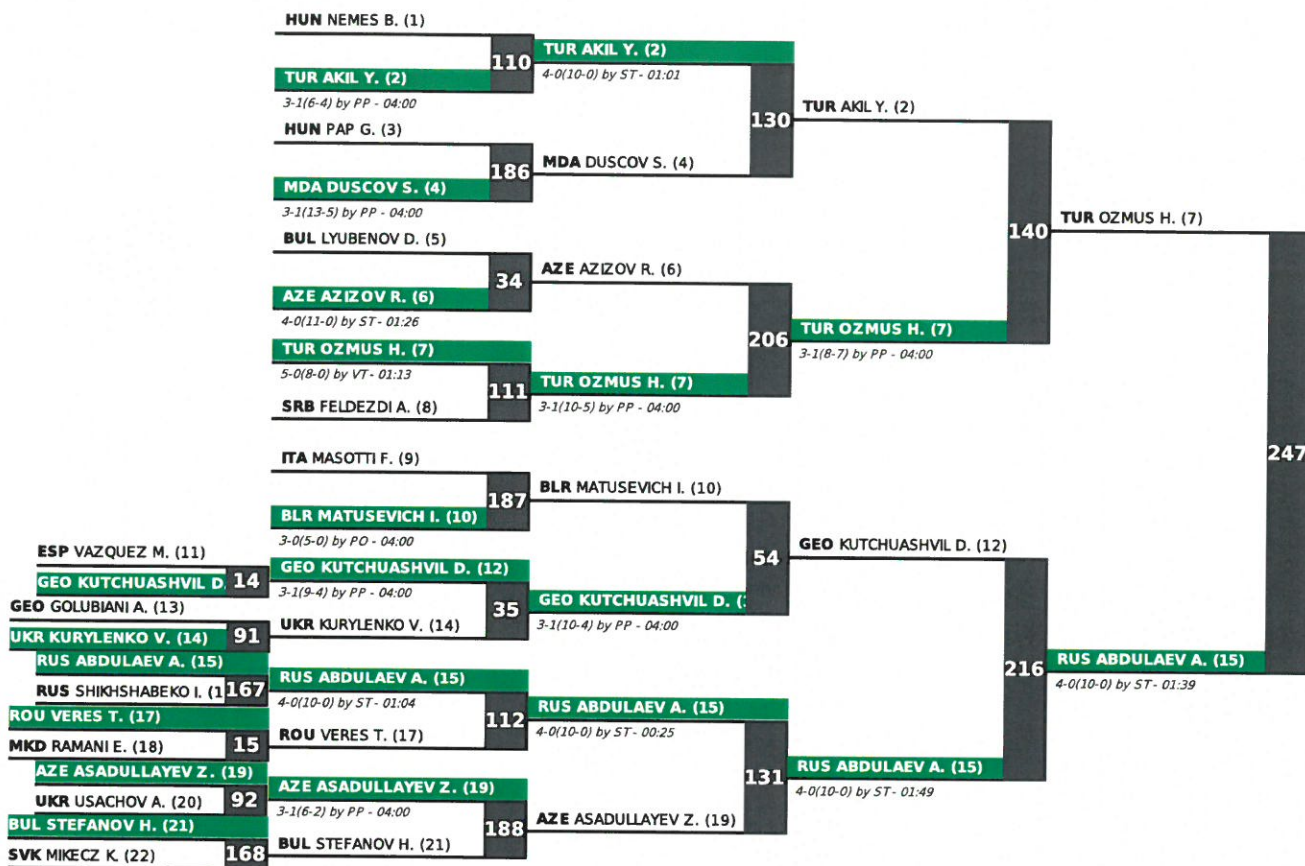 HUN NEMES B. (1)
110
TUR AKIL Y. (2)
3-1(6-4) by PP - 04:00
HUN PAP G. (3)
186
MDA DUSCOV S. (4)
3-1(13-5) by PP - 04:00
BUL LYUBENOV D. (5)
34
AZE AZIZOV R. (6)
4-0(11-0) by ST - 01:26
TUR OZMUS H. (7)
5-0(8-0) by VT - 01:13
111
SRB FELDEZDI A. (8)
ITA MASOTTI F. (9)
187
BLR MATUSEVICH I. (10)
3-0(5-0) by PO - 04:00
ESP VAZQUEZ M. (11)
GEO KUTCHUASHVIL D. 14
GEO GOLUBIANI A. (13)
UKR KURYLENKO V. (14) 91
RUS ABDULAEV A. (15)
RUS SHIKHSHABEKO I. (1 167
ROU VERES T. (17)
MKD RAMANI E. (18) 15
AZE ASADULLAYEV Z. (19)
UKR USACHOV A. (20) 92
BUL STEFANOV H. (21)
SVK MIKECZ K. (22) 168
GEO KUTCHUASHVIL D. (12)
3-1(9-4) by PP - 04:00
35
UKR KURYLENKO V. (14)
RUS ABDULAEV A. (15)
4-0(10-0) by ST - 01:04
112
ROU VERES T. (17)
AZE ASADULLAYEV Z. (19)
3-1(6-2) by PP - 04:00
188
BUL STEFANOV H. (21)
TUR AKIL Y. (2)
4-0(10-0) by ST - 01:01
130
MDA DUSCOV S. (4)
AZE AZIZOV R. (6)
206
TUR OZMUS H. (7)
3-1(10-5) by PP - 04:00
BLR MATUSEVICH I. (10)
54
GEO KUTCHUASHVIL D. (
3-1(10-4) by PP - 04:00
RUS ABDULAEV A. (15)
4-0(10-0) by ST - 00:25
131
AZE ASADULLAYEV Z. (19)
TUR AKIL Y. (2)
140
TUR OZMUS H. (7)
3-1(8-7) by PP - 04:00
GEO KUTCHUASHVIL D. (12)
216
RUS ABDULAEV A. (15)
4-0(10-0) by ST - 01:49
TUR OZMUS H. (7)
247
RUS ABDULAEV A. (15)
4-0(10-0) by ST - 01:39